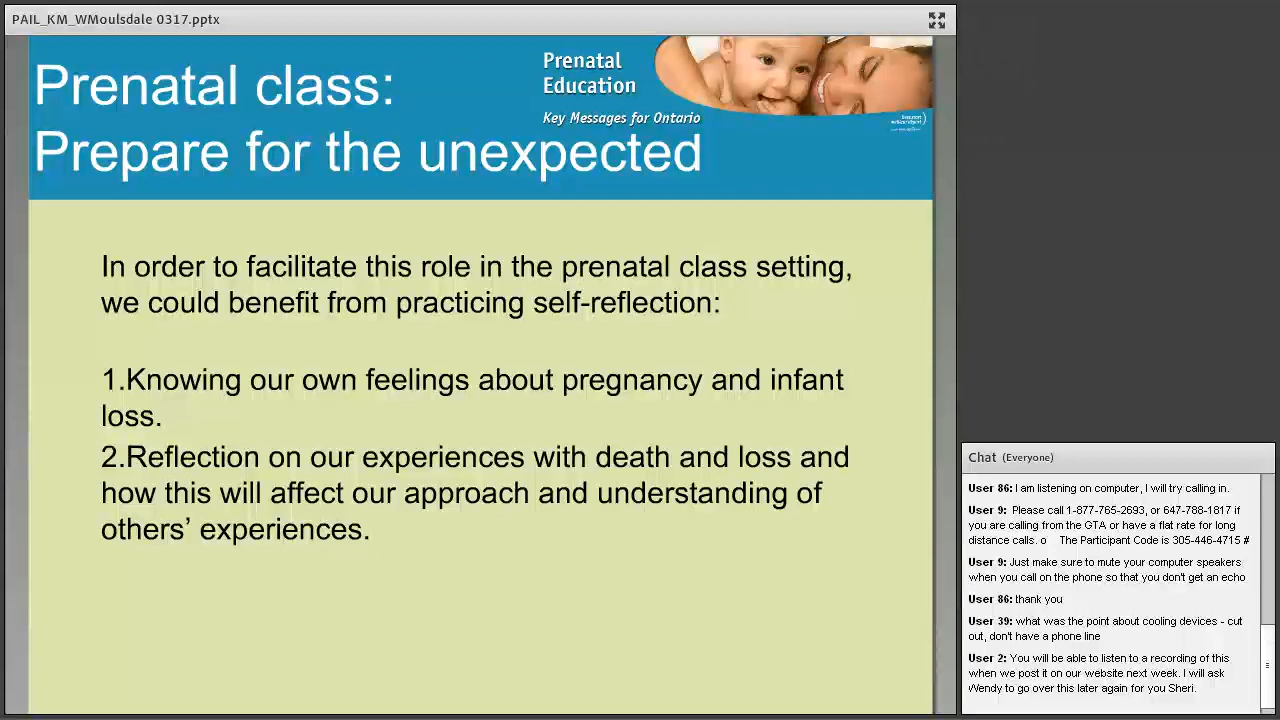 PAIL_KM_WMoulsdale 0317.pptx
Prenatal class:
Prepare for the unexpected
Prenatal
Education
Key Messages for Ontario
In order to facilitate this role in the prenatal class setting,
we could benefit from practicing self-reflection:
1.Knowing our own feelings about pregnancy and infant
loss.
2.Reflection on our experiences with death and loss and
how this will affect our approach and understanding of
others’ experiences.
Chat (Everyone)
User 86: I am listening on computer, I will try calling in.
User 9: Please call 1-877-765-2693, or 647-788-1817 if
you are calling from the GTA or have a flat rate for long
distance calls. o The Participant Code is 305-446-4715 #
User 9: Just make sure to mute your computer speakers
when you call on the phone so that you don't get an echo
User 86: thank you
User 39: what was the point about cooling devices - cut
out, don't have a phone line
User 2: You will be able to listen to a recording of this
when we post it on our website next week. I will ask
Wendy to go over this later again for you Sheri.